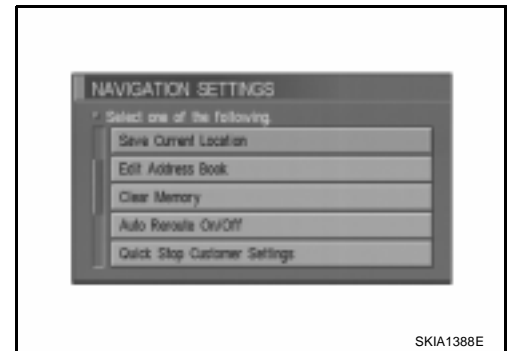 NAVIGATION SETTINGS
Select one of the following.
Save Current Location
Edit Address Book
Clear Memory
Auto Reroute On/Off
Quick Stop Customer Settings
SKIA1388E